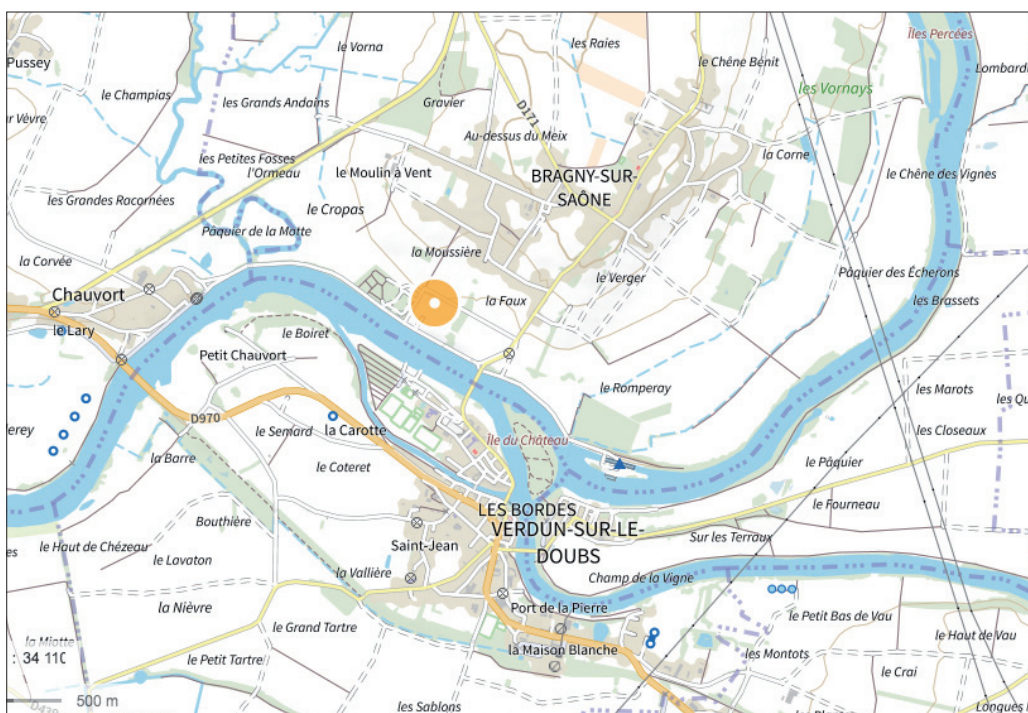 Îles Percées
le Vorna
les Raies
Pussey
le Chêne Bénit
Lombard
le Champias
les Grands Andains
Gravier
D171
les Vornays
ur Vèvre
Au-dessus du Meix
les Petites Fosses
l'Ormeau
la Corne
le Moulin à Vent
BRAGNY-SUR-
SAÔNE
le Chêne des Vignes
les Grandes Racornées
le Cropas
Pâquier de la Motte
la Moussière
la Corvée
le Verger
Pâquier des Écherons
Chauvort
la Faux
les Brassets
le Lary
le Boiret
Petit Chauvort
le Romperay
les Marots
les Qu
erey
D970
la Carotte
le Semard
Île du Château
les Closeaux
la Barre
le Coteret
le Pâquier
Bouthière
LES BORDES
le Fourneau
VERDUN-SUR-LE-
DOUBS
es
le Haut de Chézeau
Saint-Jean
Sur les Terraux
le Lavaton
la Vallière
Champ de la Vigne
la Nièvre
Port de la Pierre
le Petit Bas de Vau
le Grand Tartre
la Miotte
la Maison Blanche
le Haut de Vau
: 34 110
le Petit Tartre
les Montots
le Crai
500 m
les Sablons
Longues R